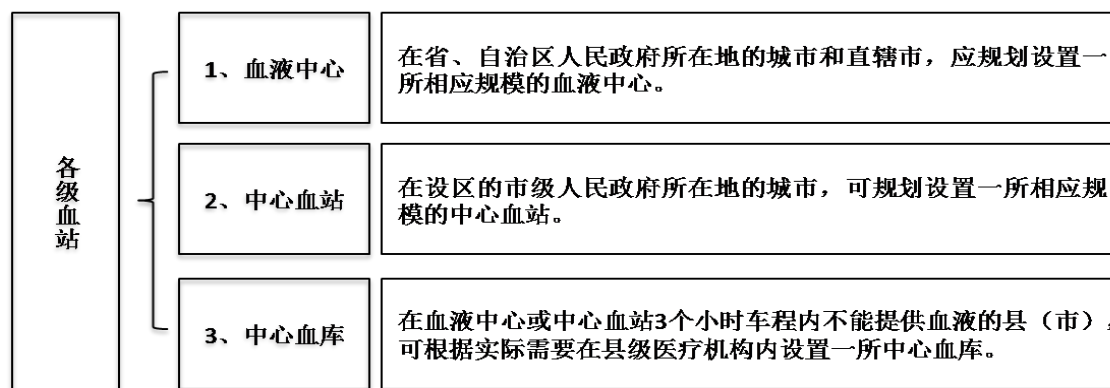 各级血站
1、血液中心
在省、自治区人民政府所在地的城市和直辖市，应规划设置一
所相应规模的血液中心。
2、中心血站
在设区的市级人民政府所在地的城市，可规划设置一所相应规
模的中心血站。
3、中心血库
在血液中心或中心血站3个小时车程内不能提供血液的县（市），
可根据实际需要在县级医疗机构内设置一所中心血库。